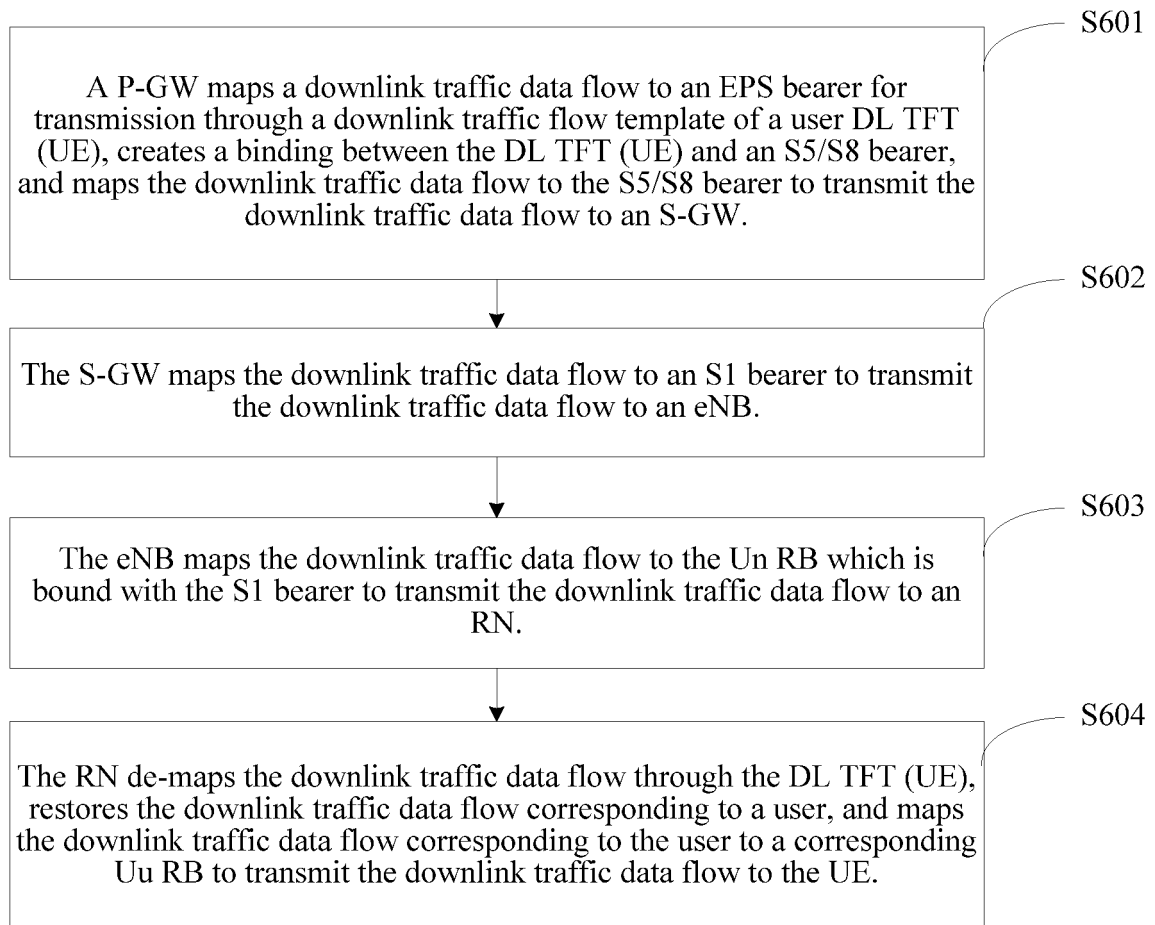 S601
A P-GW maps a downlink traffic data flow to an EPS bearer for
transmission through a downlink traffic flow template of a user DL TFT
(UE), creates a binding between the DL TFT (UE) and an S5/S8 bearer,
and maps the downlink traffic data flow to the S5/S8 bearer to transmit the
downlink traffic data flow to an S-GW.
S602
The S-GW maps the downlink traffic data flow to an S1 bearer to transmit
the downlink traffic data flow to an eNB.
S603
The eNB maps the downlink traffic data flow to the Un RB which is
bound with the S1 bearer to transmit the downlink traffic data flow to an
RN.
S604
The RN de-maps the downlink traffic data flow through the DL TFT (UE),
restores the downlink traffic data flow corresponding to a user, and maps
the downlink traffic data flow corresponding to the user to a corresponding
Uu RB to transmit the downlink traffic data flow to the UE.